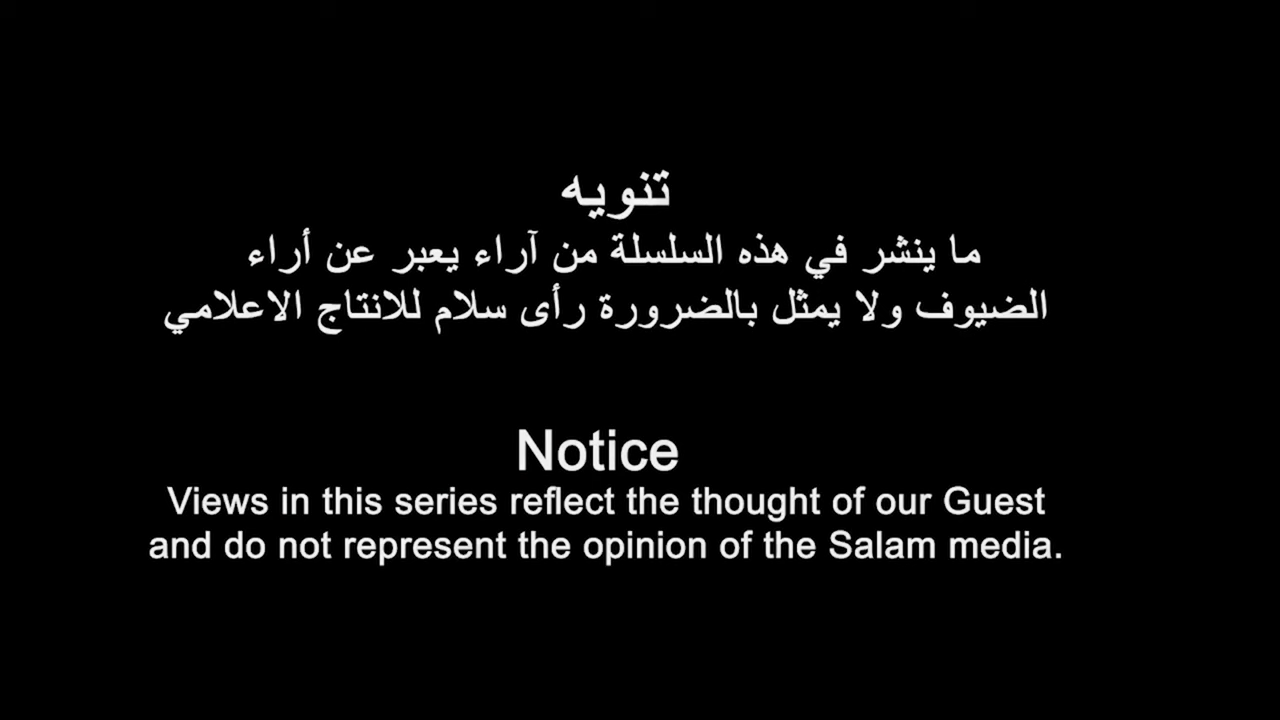 تنويه
ما ينشر في هذه السلسلة من آراء يعبر عن أراء
الضيوف ولا يمثل بالضرورة رأى سلام للانتاج الاعلامي
Notice
Views in this series reflect the thought of our Guest
and do not represent the opinion of the Salam media.